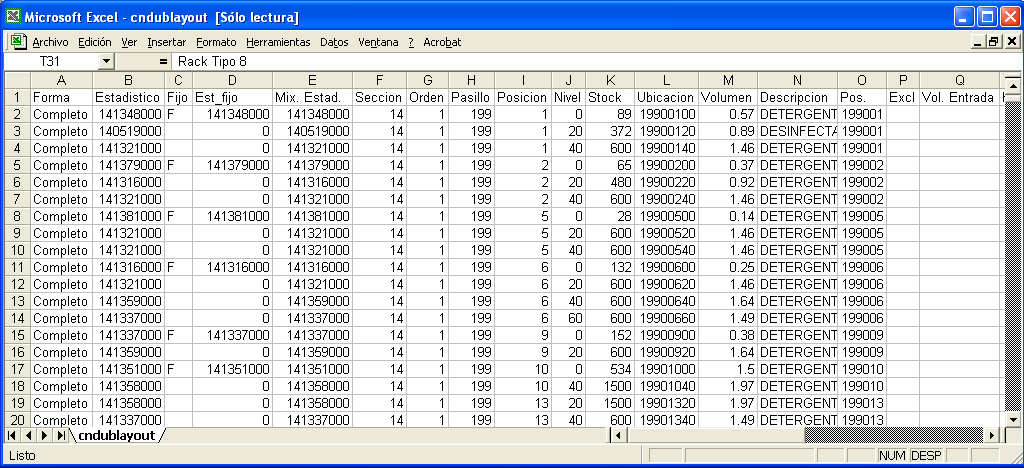 Microsoft Excel - cndublayout [Sólo lectura]
Archivo Edición Ver Insertar Formato Herramientas Datos Ventana ? Acrobat
T31 = Rack Tipo 8
A B C D E F G H I J K L M N O P Q
1 Forma Estadistico Fijo Est_fijo Mix. Estad. Seccion Orden Pasillo Posicion Nivel Stock Ubicacion Volumen Descripcion Pos. Excl Vol. Entrada
2 Completo 141348000 F 141348000 141348000 14 1 199 1 0 89 19900100 0.57 DETERGENT 199001
3 Completo 140519000 0 140519000 14 1 199 1 20 372 19900120 0.89 DESINFECTA 199001
4 Completo 141321000 0 141321000 14 1 199 1 40 600 19900140 1.46 DETERGENT 199001
5 Completo 141379000 F 141379000 141379000 14 1 199 2 0 65 19900200 0.37 DETERGENT 199002
6 Completo 141316000 0 141316000 14 1 199 2 20 480 19900220 0.92 DETERGENT 199002
7 Completo 141321000 0 141321000 14 1 199 2 40 600 19900240 1.46 DETERGENT 199002
8 Completo 141381000 F 141381000 141381000 14 1 199 5 0 28 19900500 0.14 DETERGENT 199005
9 Completo 141321000 0 141321000 14 1 199 5 20 600 19900520 1.46 DETERGENT 199005
10 Completo 141321000 0 141321000 14 1 199 5 40 600 19900540 1.46 DETERGENT 199005
11 Completo 141316000 F 141316000 141316000 14 1 199 6 0 132 19900600 0.25 DETERGENT 199006
12 Completo 141321000 0 141321000 14 1 199 6 20 600 19900620 1.46 DETERGENT 199006
13 Completo 141359000 0 141359000 14 1 199 6 40 600 19900640 1.64 DETERGENT 199006
14 Completo 141337000 0 141337000 14 1 199 6 60 600 19900660 1.49 DETERGENT 199006
15 Completo 141337000 F 141337000 141337000 14 1 199 9 0 152 19900900 0.38 DETERGENT 199009
16 Completo 141359000 0 141359000 14 1 199 9 20 600 19900920 1.64 DETERGENT 199009
17 Completo 141351000 F 141351000 141351000 14 1 199 10 0 534 19901000 1.5 DETERGENT 199010
18 Completo 141358000 0 141358000 14 1 199 10 40 1500 19901040 1.97 DETERGENT 199010
19 Completo 141358000 0 141358000 14 1 199 13 20 1500 19901320 1.97 DETERGENT 199013
20 Completo 141337000 0 141337000 14 1 199 13 40 600 19901340 1.49 DETERGENT 199013
cndublayout
Listo NUM DESP